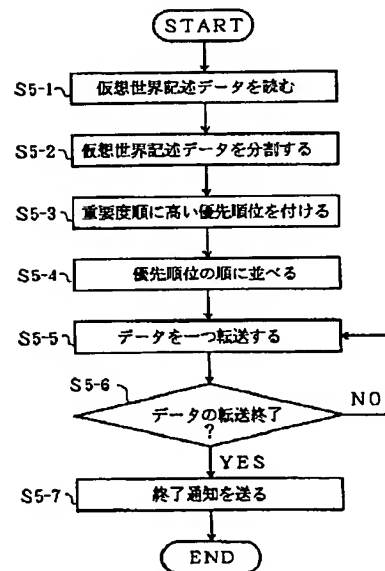 START
S5-1 仮想世界記述データを読む
S5-2 仮想世界記述データを分割する
S5-3 重要度順に高い優先順位を付ける
S5-4 優先順位の順に並べる
S5-5 データを一つ転送する
S5-6
データの転送終了
?
NO
YES
S5-7 終了通知を送る
END